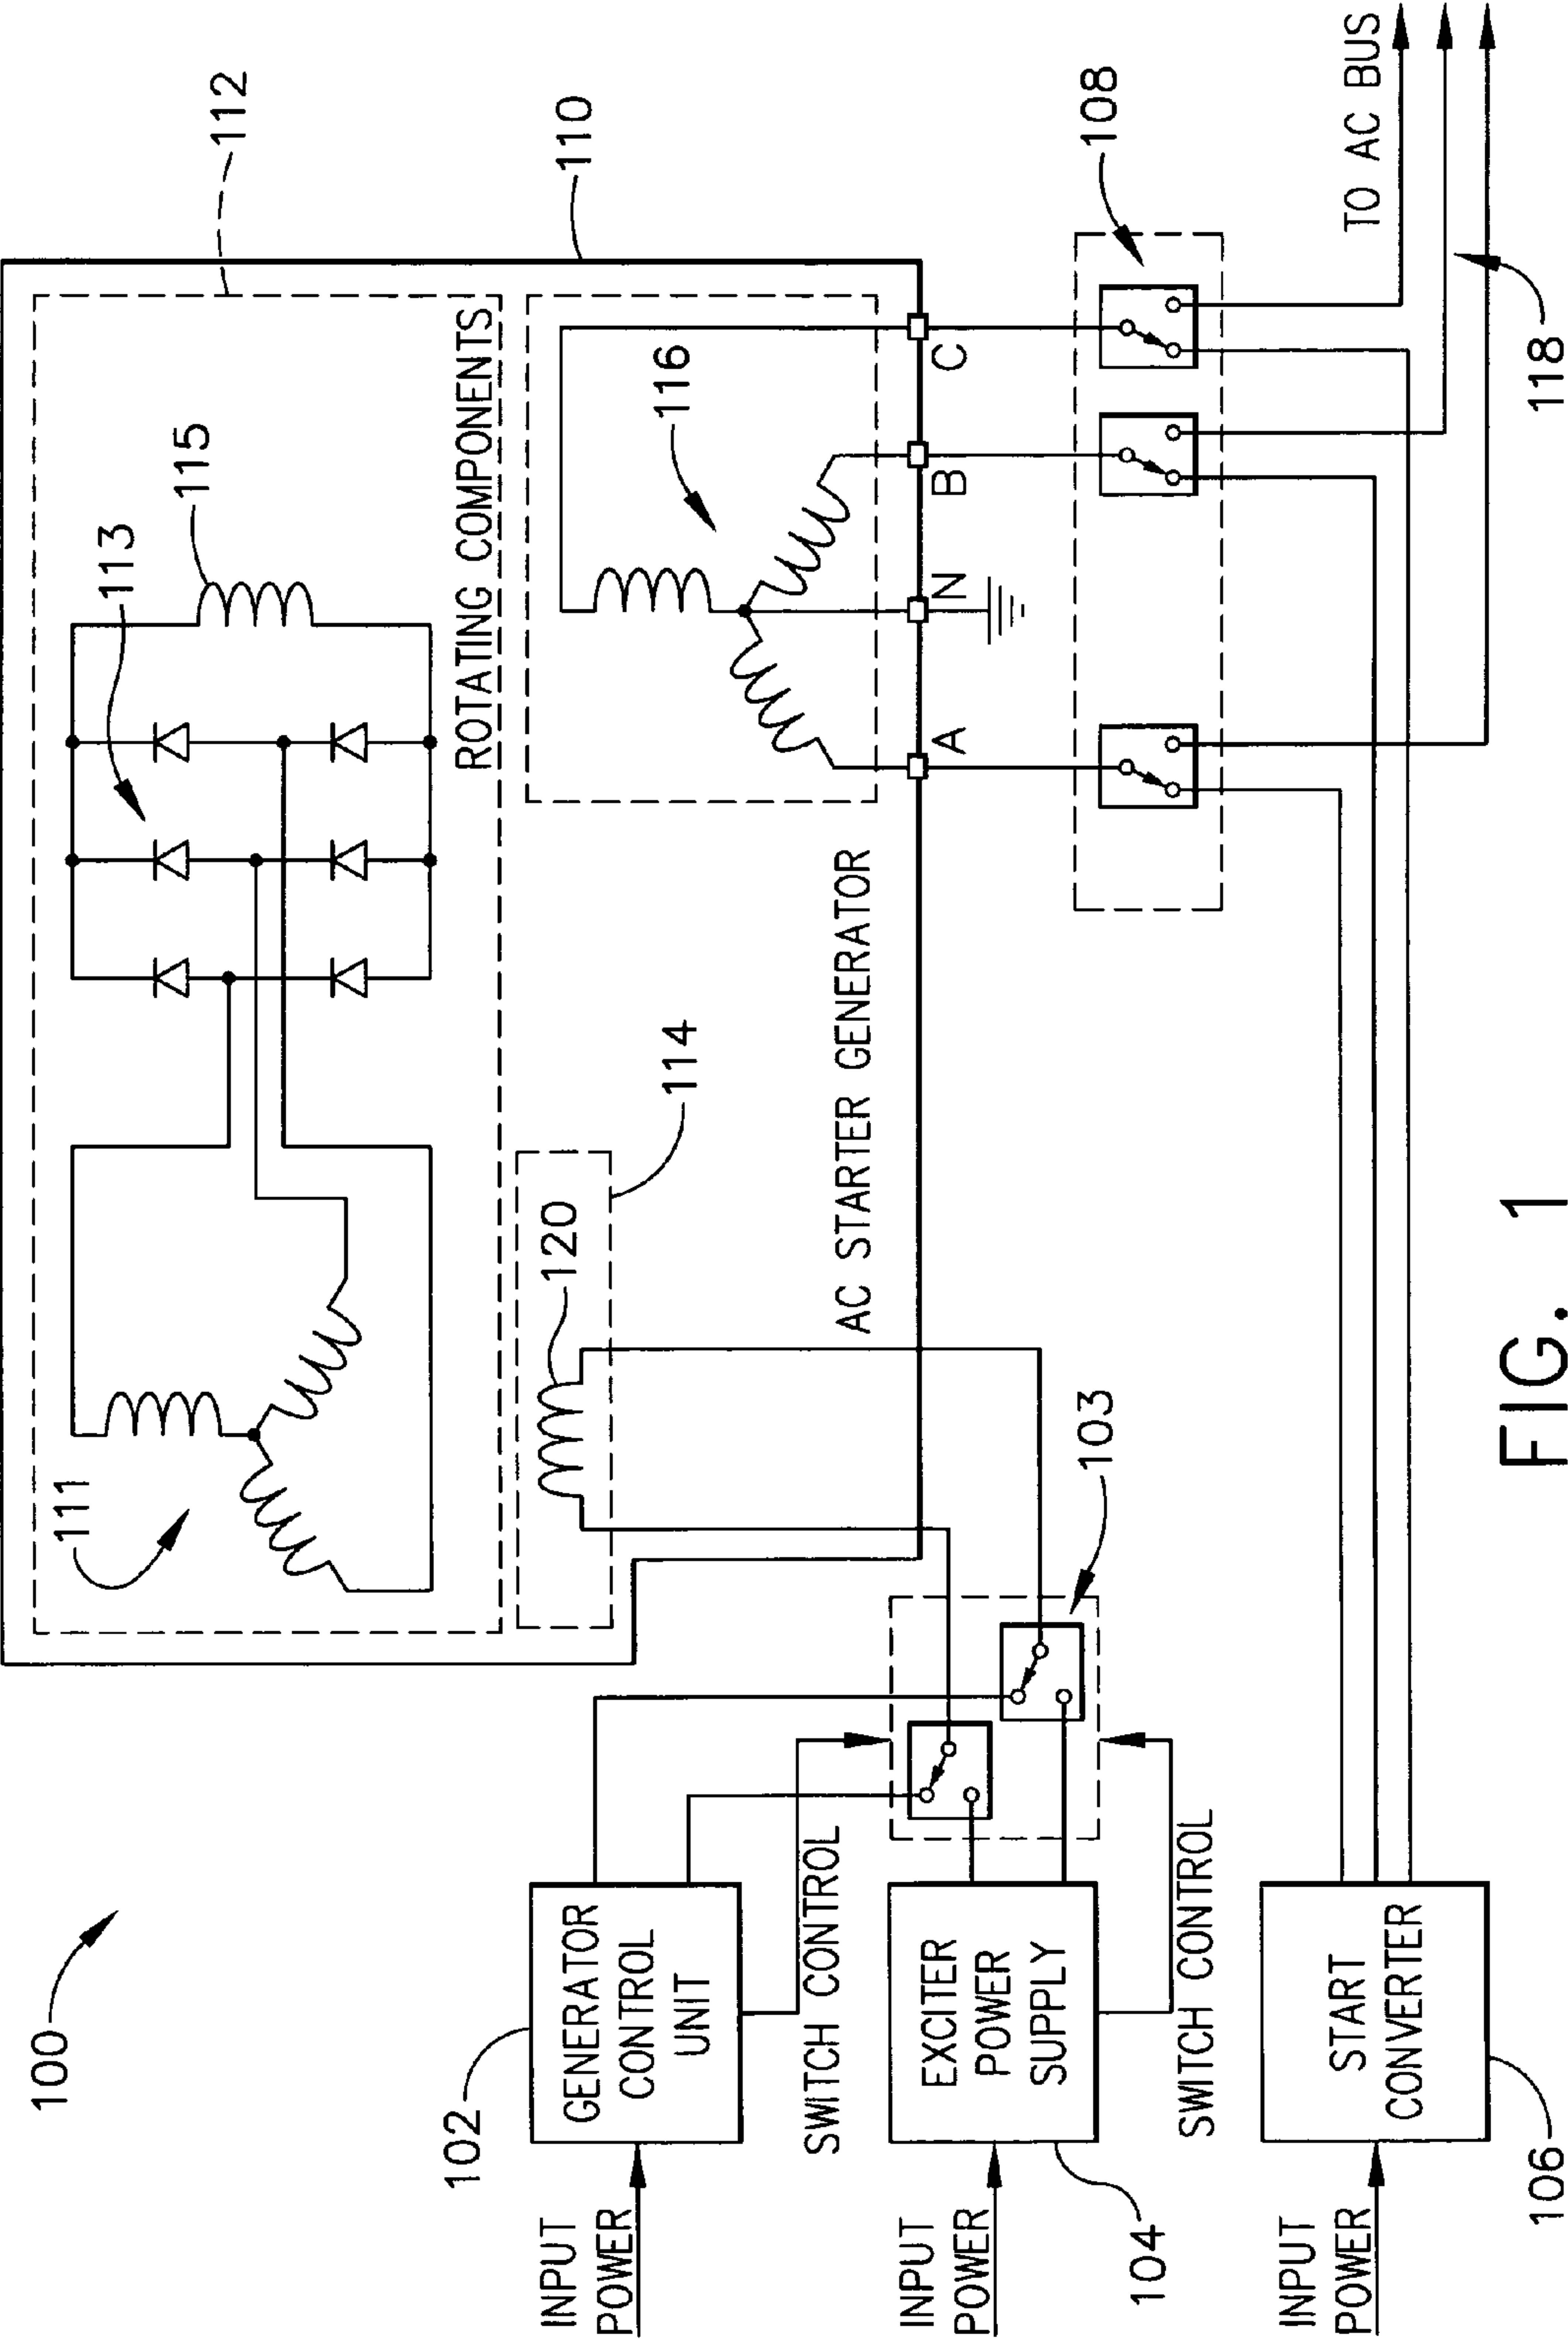 100
112
111
113
115
ROTATING COMPONENTS
110
102
GENERATOR
CONTROL
UNIT
INPUT
POWER
120
114
116
AC STARTER GENERATOR
A
N
B
C
SWITCH CONTROL
103
108
EXCITER
POWER
SUPPLY
INPUT
POWER
104
SWITCH CONTROL
START
CONVERTER
INPUT
POWER
106
TO AC BUS
118
FIG. 1